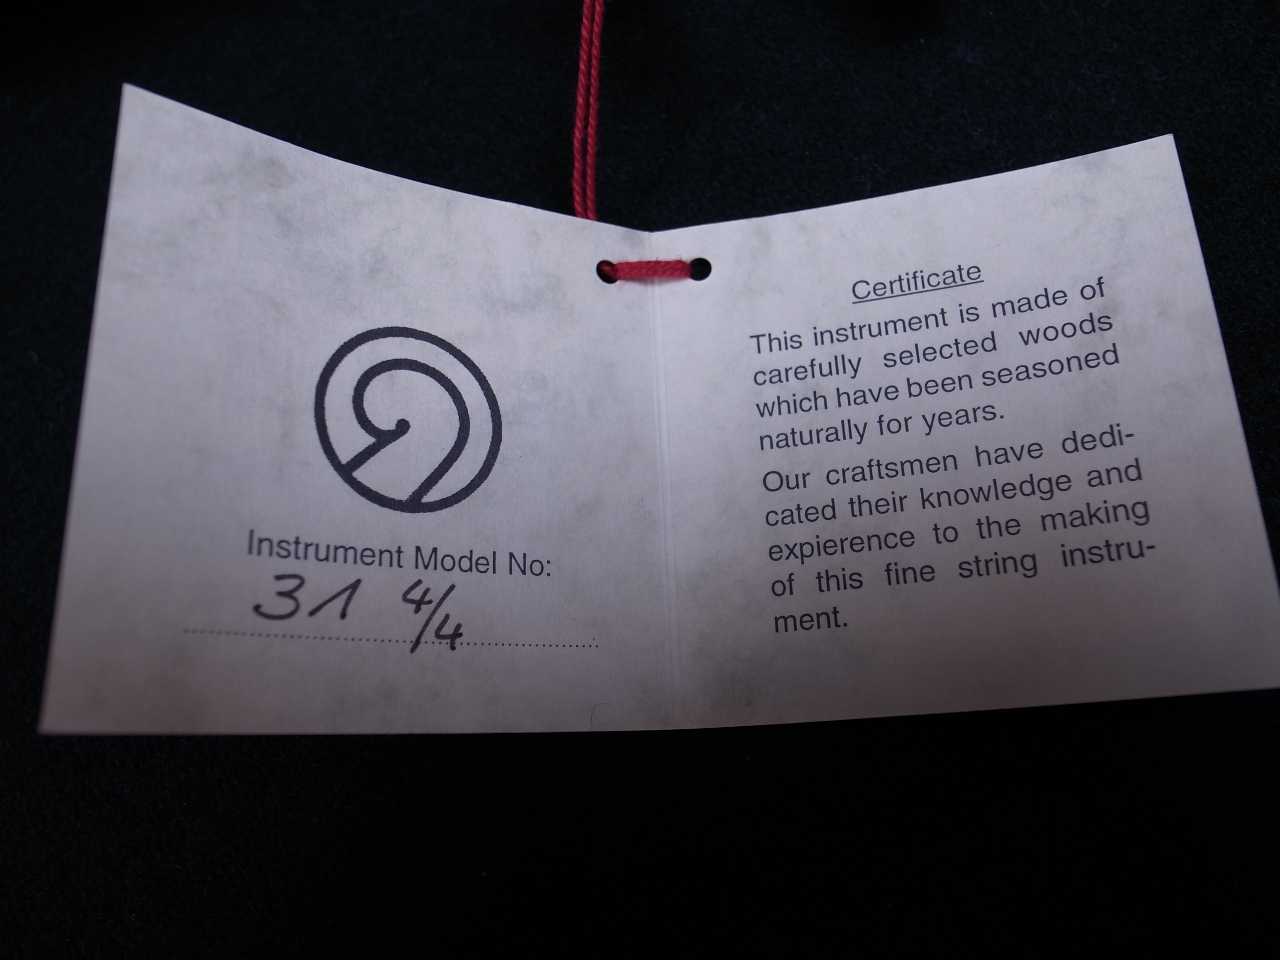 Instrument Model No:
31 4/4
Certificate
This instrument is made of
carefully selected woods
which have been seasoned
naturally for years.
Our craftsmen have dedi-
cated their knowledge and
expierence to the making
of this fine string instru-
ment.